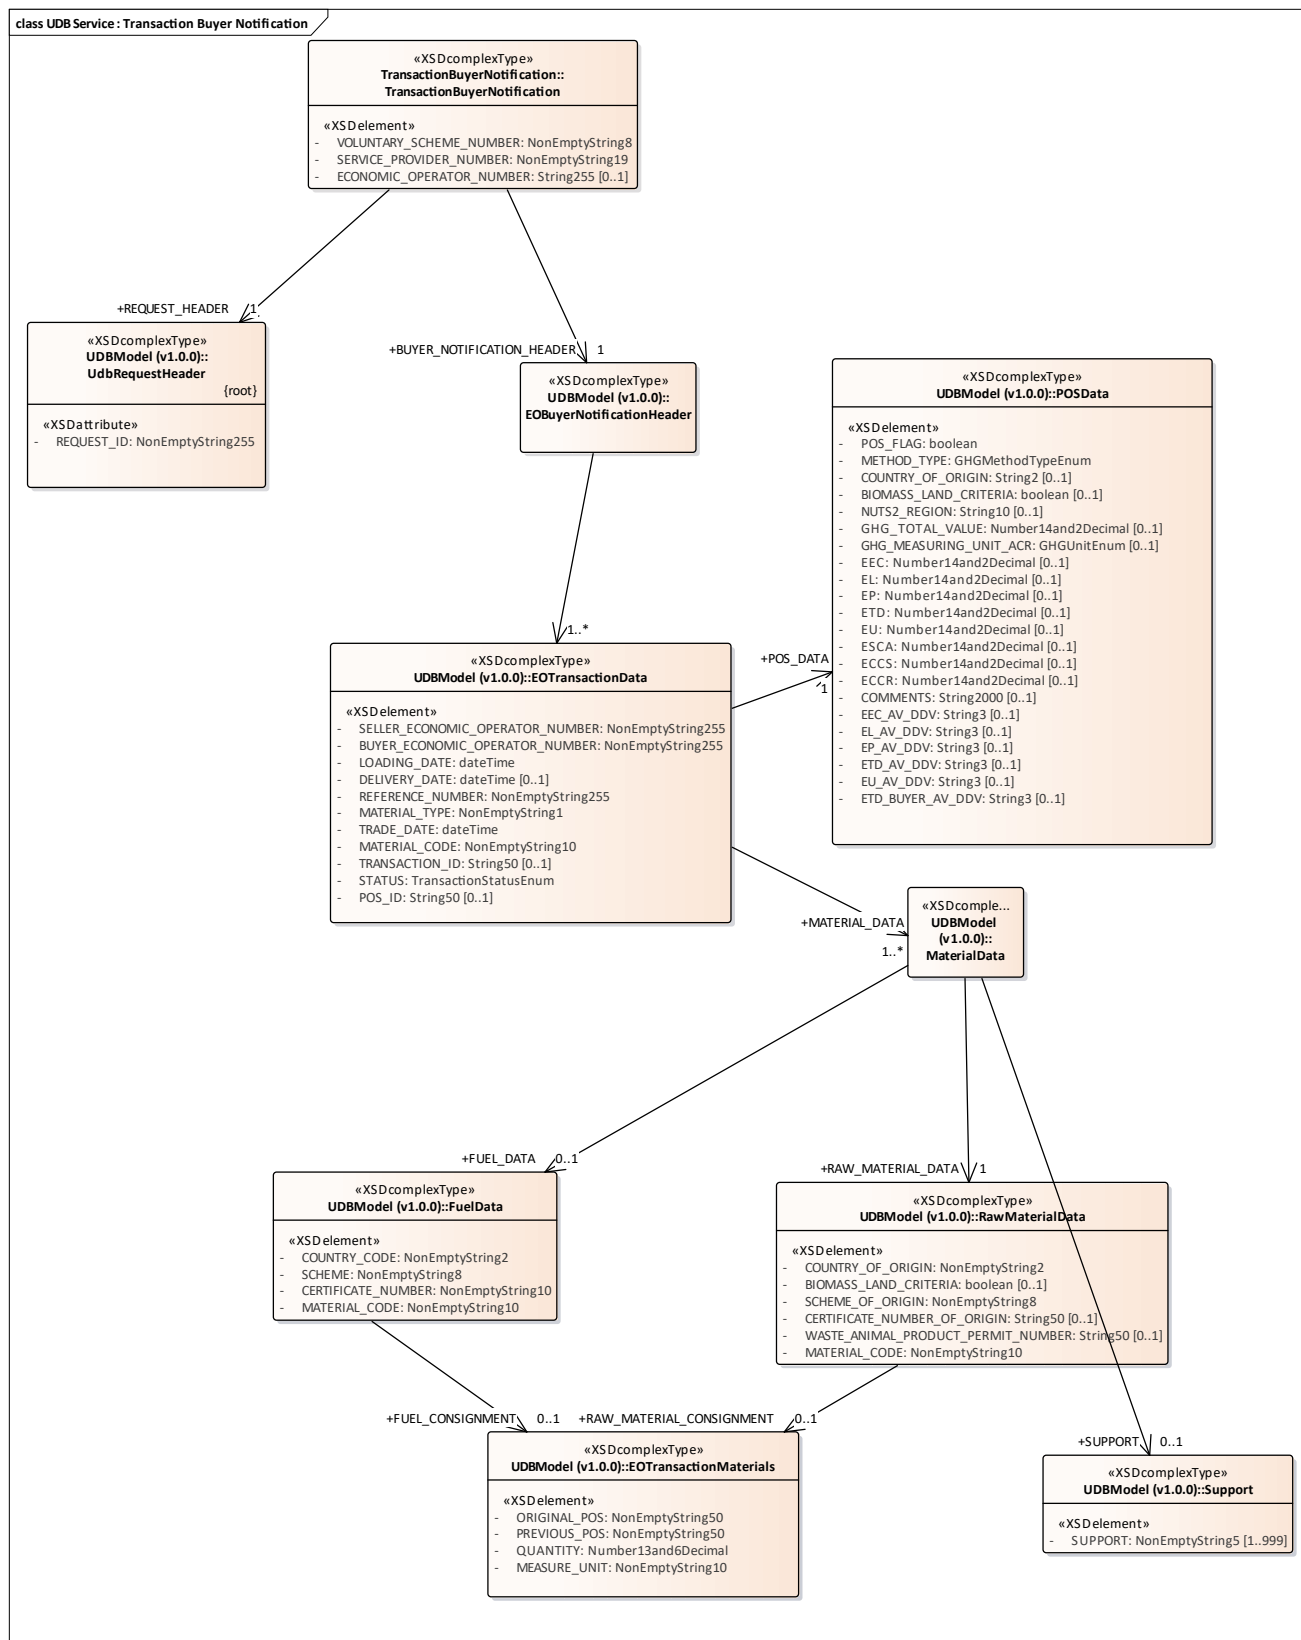 class UDB Service : Transaction Buyer Notification
«XSDcomplexType»
TransactionBuyerNotification::
TransactionBuyerNotification
«XSDelement»
- VOLUNTARY_SCHEME_NUMBER: NonEmptyString8
- SERVICE_PROVIDER_NUMBER: NonEmptyString19
- ECONOMIC_OPERATOR_NUMBER: String255 [0..1]
+REQUEST_HEADER
1
«XSDcomplexType»
UDBModel (v1.0.0)::
UdbRequestHeader
{root}
«XSDattribute»
- REQUEST_ID: NonEmptyString255
+BUYER_NOTIFICATION_HEADER
1
«XSDcomplexType»
UDBModel (v1.0.0)::
EOBuyerNotificationHeader
1..*
«XSDcomplexType»
UDBModel (v1.0.0)::EOTransactionData
«XSDelement»
- SELLER_ECONOMIC_OPERATOR_NUMBER: NonEmptyString255
- BUYER_ECONOMIC_OPERATOR_NUMBER: NonEmptyString255
- LOADING_DATE: dateTime
- DELIVERY_DATE: dateTime [0..1]
- REFERENCE_NUMBER: NonEmptyString255
- MATERIAL_TYPE: NonEmptyString1
- TRADE_DATE: dateTime
- MATERIAL_CODE: NonEmptyString10
- TRANSACTION_ID: String50 [0..1]
- STATUS: TransactionStatusEnum
- POS_ID: String50 [0..1]
+POS_DATA
1
«XSDcomplexType»
UDBModel (v1.0.0)::POSData
«XSDelement»
- POS_FLAG: boolean
- METHOD_TYPE: GHGMethodTypeEnum
- COUNTRY_OF_ORIGIN: String2 [0..1]
- BIOMASS_LAND_CRITERIA: boolean [0..1]
- NUTS2_REGION: String10 [0..1]
- GHG_TOTAL_VALUE: Number14and2Decimal [0..1]
- GHG_MEASURING_UNIT_ACR: GHGUnitEnum [0..1]
- EEC: Number14and2Decimal [0..1]
- EL: Number14and2Decimal [0..1]
- EP: Number14and2Decimal [0..1]
- ETD: Number14and2Decimal [0..1]
- EU: Number14and2Decimal [0..1]
- ESCA: Number14and2Decimal [0..1]
- ECCS: Number14and2Decimal [0..1]
- ECCR: Number14and2Decimal [0..1]
- COMMENTS: String2000 [0..1]
- EEC_AV_DDV: String3 [0..1]
- EL_AV_DDV: String3 [0..1]
- EP_AV_DDV: String3 [0..1]
- ETD_AV_DDV: String3 [0..1]
- EU_AV_DDV: String3 [0..1]
- ETD_BUYER_AV_DDV: String3 [0..1]
+MATERIAL_DATA
1..*
«XSDcomple...
UDBModel
(v1.0.0)::
MaterialData
+FUEL_DATA
0..1
«XSDcomplexType»
UDBModel (v1.0.0)::FuelData
«XSDelement»
- COUNTRY_CODE: NonEmptyString2
- SCHEME: NonEmptyString8
- CERTIFICATE_NUMBER: NonEmptyString10
- MATERIAL_CODE: NonEmptyString10
+RAW_MATERIAL_DATA
1
«XSDcomplexType»
UDBModel (v1.0.0)::RawMaterialData
«XSDelement»
- COUNTRY_OF_ORIGIN: NonEmptyString2
- BIOMASS_LAND_CRITERIA: boolean [0..1]
- SCHEME_OF_ORIGIN: NonEmptyString8
- CERTIFICATE_NUMBER_OF_ORIGIN: String50 [0..1]
- WASTE_ANIMAL_PRODUCT_PERMIT_NUMBER: String50 [0..1]
- MATERIAL_CODE: NonEmptyString10
+FUEL_CONSIGNMENT
0..1
+RAW_MATERIAL_CONSIGNMENT
0..1
«XSDcomplexType»
UDBModel (v1.0.0)::EOTransactionMaterials
«XSDelement»
- ORIGINAL_POS: NonEmptyString50
- PREVIOUS_POS: NonEmptyString50
- QUANTITY: Number13and6Decimal
- MEASURE_UNIT: NonEmptyString10
+SUPPORT
0..1
«XSDcomplexType»
UDBModel (v1.0.0)::Support
«XSDelement»
- SUPPORT: NonEmptyString5 [1..999]